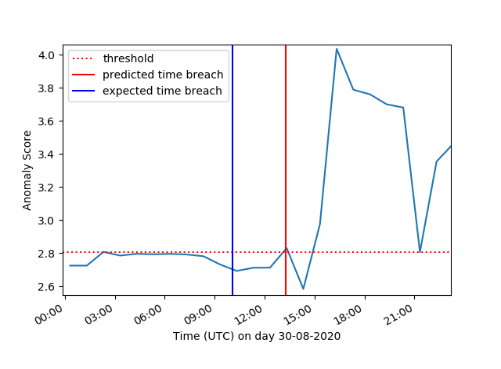 threshold
predicted time breach
expected time breach
4.0
3.8
3.6
3.4
3.2
3.0
2.8
2.6
Anomaly Score
00:00 03:00 06:00 09:00 12:00 15:00 18:00 21:00
Time (UTC) on day 30-08-2020